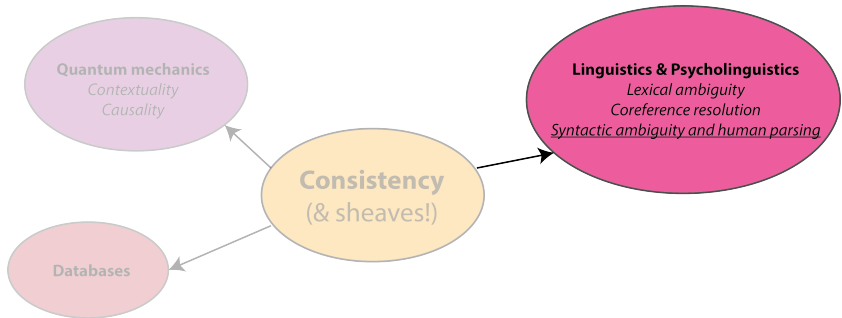 Quantum mechanics
Contextuality
Causality
Linguistics & Psycholinguistics
Lexical ambiguity
Coreference resolution
Syntactic ambiguity and human parsing
Consistency
(& sheaves!)
Databases